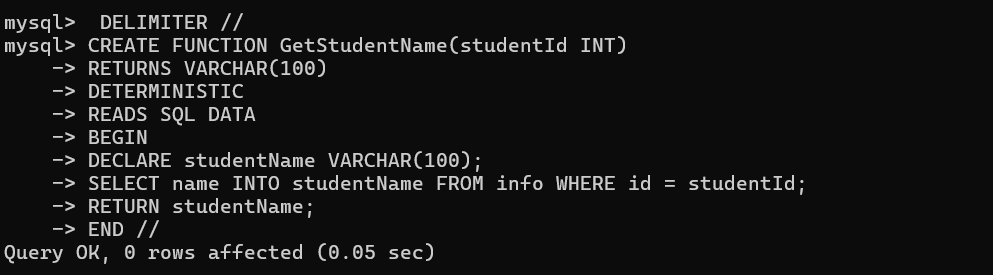 mysql>  DELIMITER //
mysql> CREATE FUNCTION GetStudentName(studentId INT)
    -> RETURNS VARCHAR(100)
    -> DETERMINISTIC
    -> READS SQL DATA
    -> BEGIN
    -> DECLARE studentName VARCHAR(100);
    -> SELECT name INTO studentName FROM info WHERE id = studentId;
    -> RETURN studentName;
    -> END //
Query OK, 0 rows affected (0.05 sec)